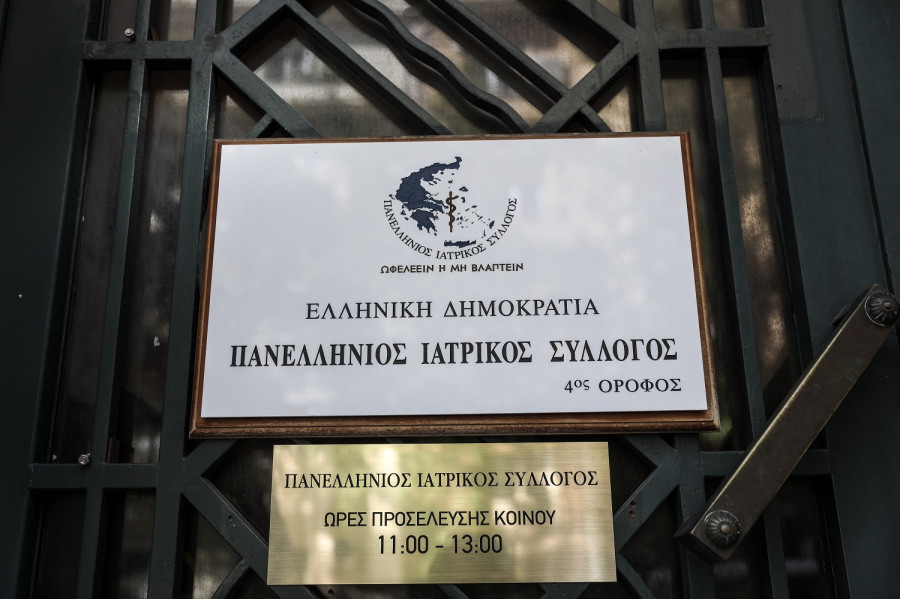 ΠΑΝΕΛΛΗΝΙΟΣ ΙΑΤΡΙΚΟΣ ΣΥΛΛΟΓΟΣ
ΩΦΕΛΕΕΙΝ Η ΜΗ ΒΛΑΠΤΕΙΝ
ΕΛΛΗΝΙΚΗ ΔΗΜΟΚΡΑΤΙΑ
ΠΑΝΕΛΛΗΝΙΟΣ ΙΑΤΡΙΚΟΣ ΣΥΛΛΟΓΟΣ
4ος ΟΡΟΦΟΣ
ΠΑΝΕΛΛΗΝΙΟΣ ΙΑΤΡΙΚΟΣ ΣΥΛΛΟΓΟΣ
ΩΡΕΣ ΠΡΟΣΕΛΕΥΣΗΣ ΚΟΙΝΟΥ
11:00 - 13:00